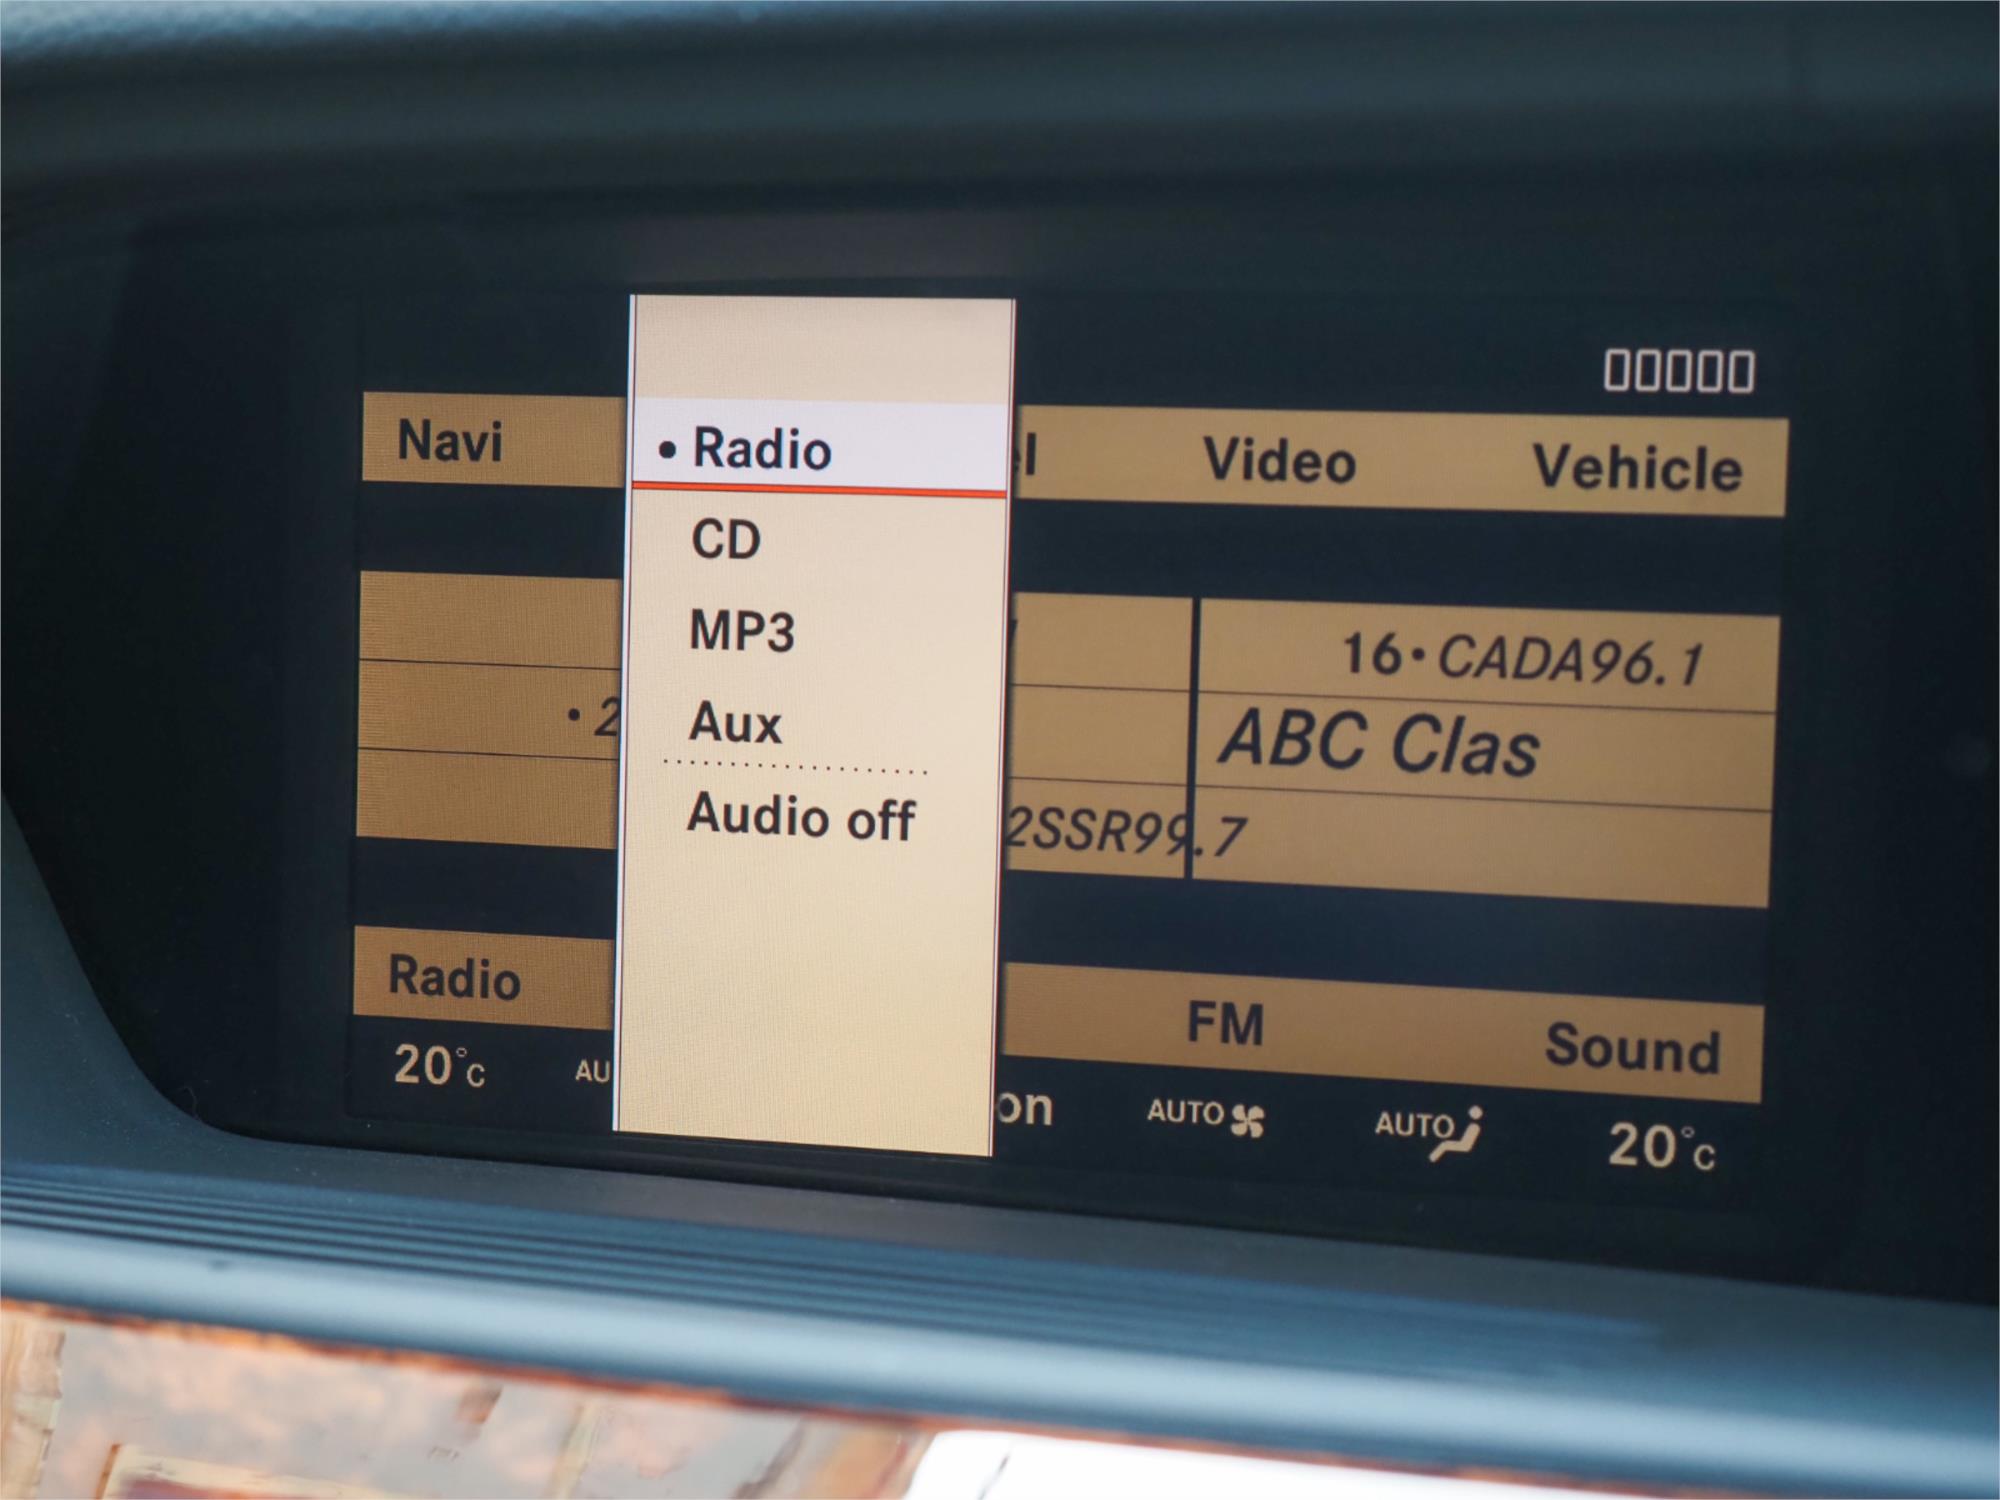 Navi Video Vehicle
• Radio
CD
MP3
Aux
Audio off
16•CADA96.1
ABC Clas
2SSR99.7
Radio FM Sound
20°C AUTO AUTO 20°C